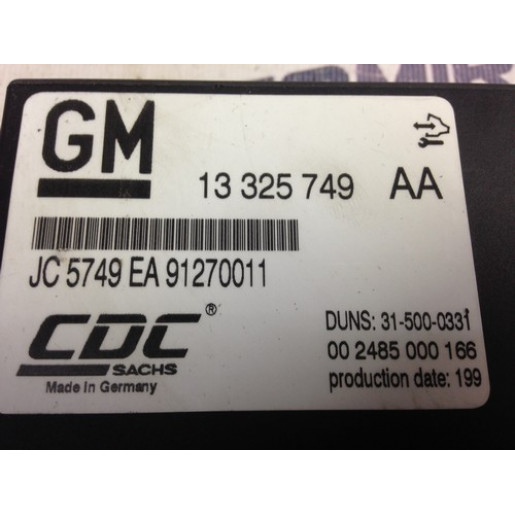 GM
13 325 749 AA
JC 5749 EA 91270011
CDC ®
SACHS
Made in Germany
DUNS: 31-500-0331
00 2485 000 166
production date: 199